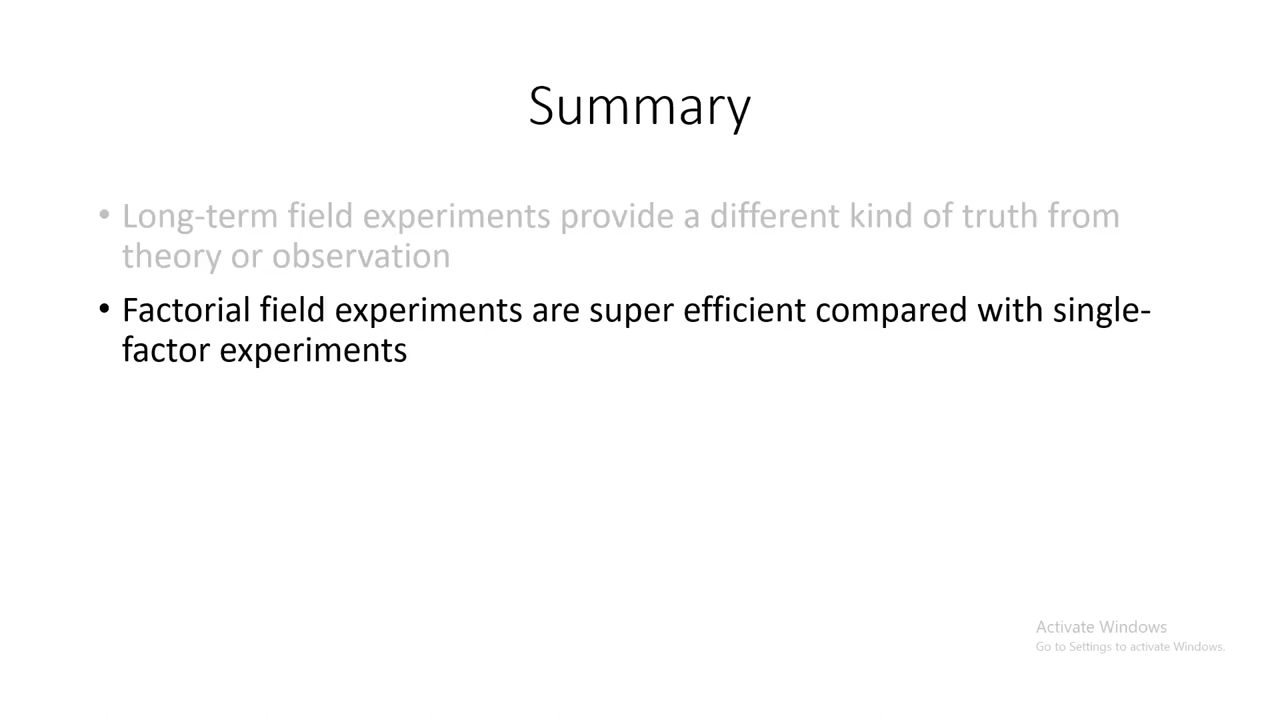 Summary
• Long-term field experiments provide a different kind of truth from
theory or observation
• Factorial field experiments are super efficient compared with single-
factor experiments
Activate Windows
Go to Settings to activate Windows.